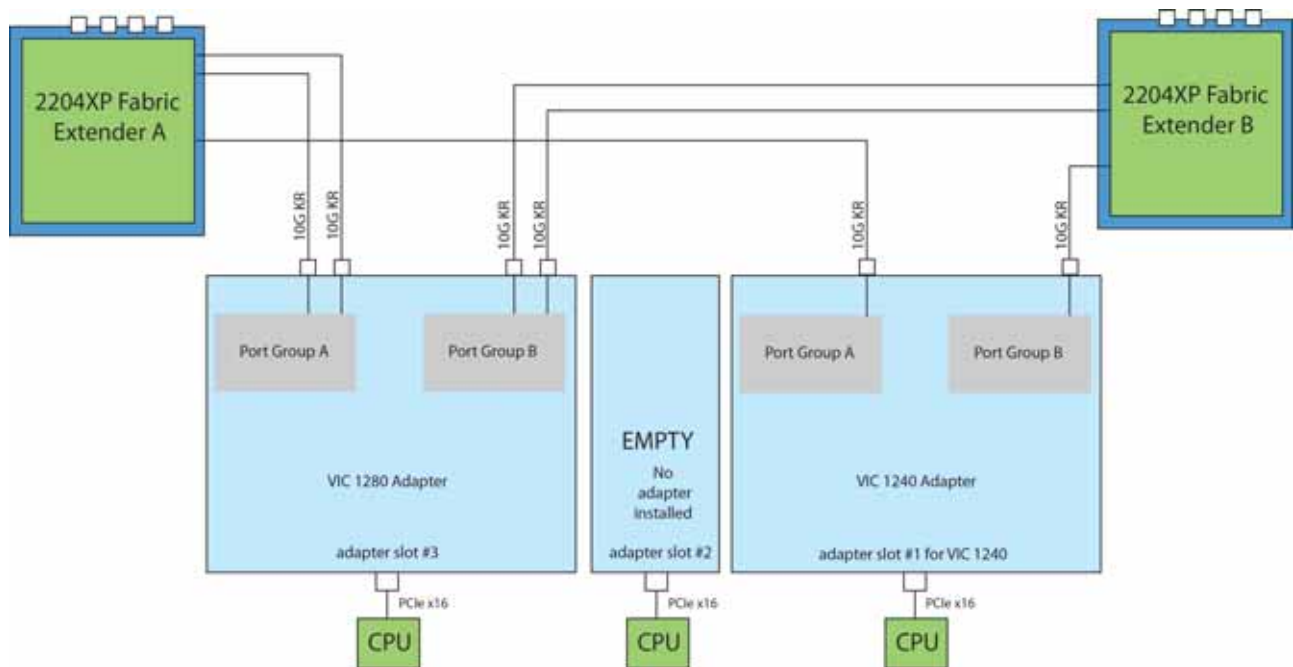 2204XP Fabric
Extender A
2204XP Fabric
Extender B
10G KR
10G KR
10G KR
10G KR
10G KR
10G KR
Port Group A
Port Group B
Port Group A
Port Group B
EMPTY
No
adapter
installed
VIC 1280 Adapter
VIC 1240 Adapter
adapter slot #3
adapter slot #2
adapter slot #1 for VIC 1240
PCIe x16
PCIe x16
PCIe x16
CPU
CPU
CPU